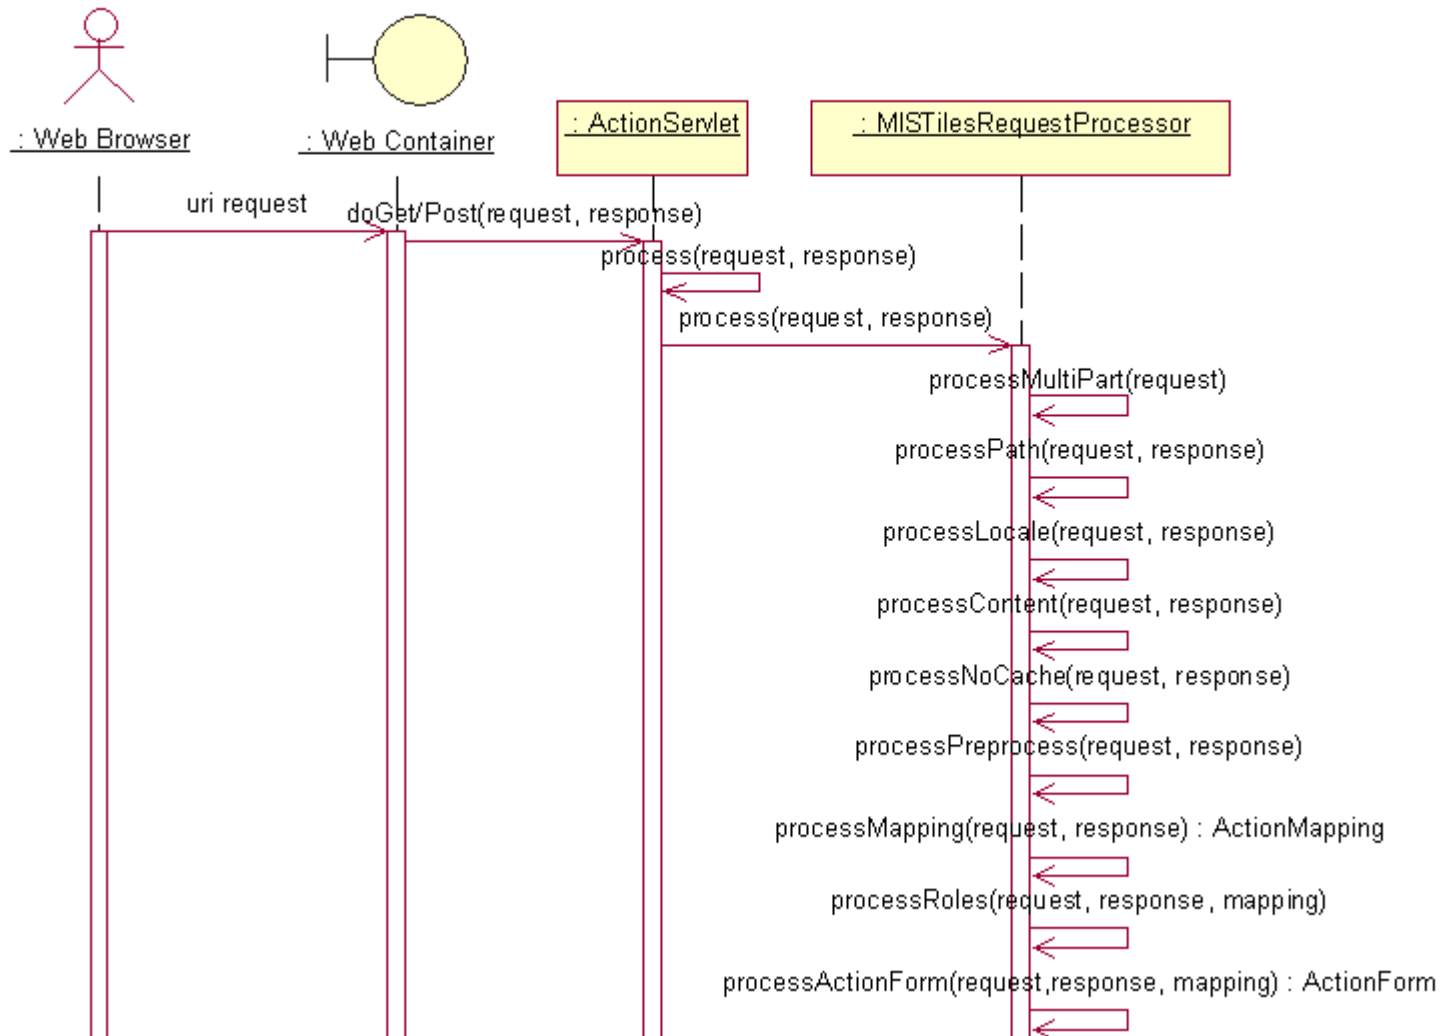 : Web Browser
: Web Container
: ActionServlet
: MISTilesRequestProcessor
uri request
doGet/Post(request, response)
process(request, response)
process(request, response)
processMultiPart(request)
processPath(request, response)
processLocale(request, response)
processContent(request, response)
processNoCache(request, response)
processPreprocess(request, response)
processMapping(request, response) : ActionMapping
processRoles(request, response, mapping)
processActionForm(request,response, mapping) : ActionForm